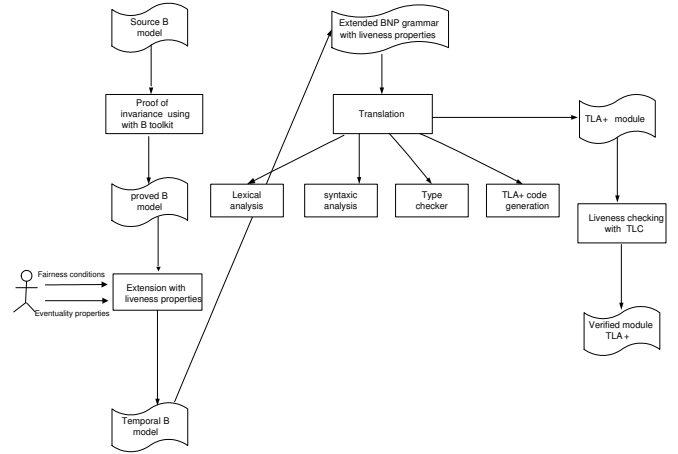 Source B
model
Proof of
invariance using
with B toolkit
proved B
model
Fairness conditions
Eventuality properties
Extension with
liveness properties
Temporal B
model
Extended BNP grammar
with liveness properties
Translation
Lexical
analysis
syntaxic
analysis
Type
checker
TLA+ code
generation
TLA+ module
Liveness checking
with TLC
Verified module
TLA+